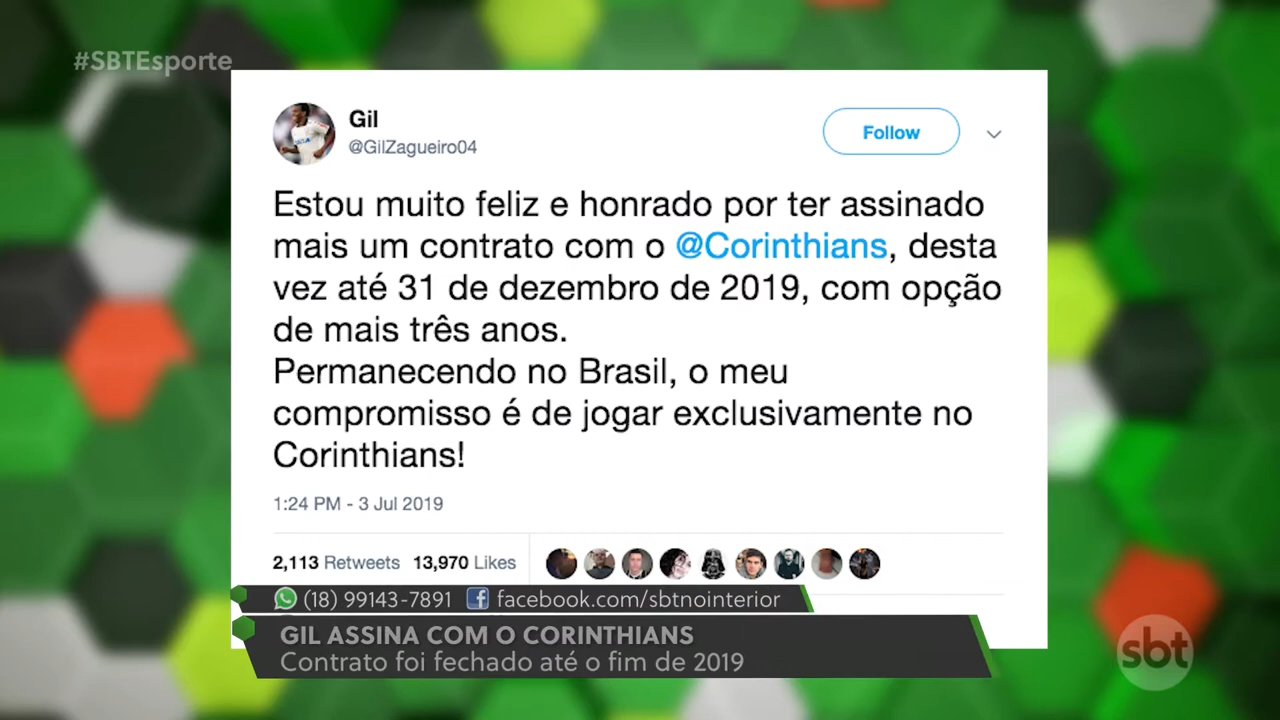 #SBTEsporte
Gil
@GilZagueiro04
Follow
Estou muito feliz e honrado por ter assinado
mais um contrato com o @Corinthians, desta
vez até 31 de dezembro de 2019, com opção
de mais três anos.
Permanecendo no Brasil, o meu
compromisso é de jogar exclusivamente no
Corinthians!
1:24 PM - 3 Jul 2019
2,113 Retweets 13,970 Likes
(18) 99143-7891 facebook.com/sbtnointerior
GIL ASSINA COM O CORINTHIANS
Contrato foi fechado até o fim de 2019
sbt